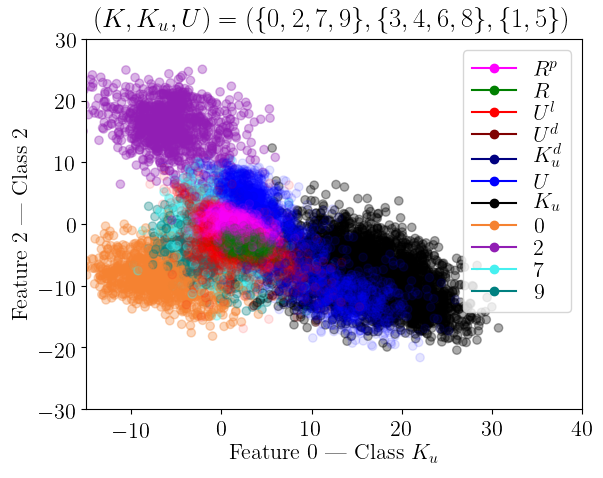 (K, K_u, U) = ({0, 2, 7, 9}, {3, 4, 6, 8}, {1, 5})
30
20
10
0
−10
−20
−30
Feature 2 — Class 2
R^p
R
U^l
U^d
K_u^d
U
K_u
0
2
7
9
−10
0
10
20
30
40
Feature 0 — Class K_u